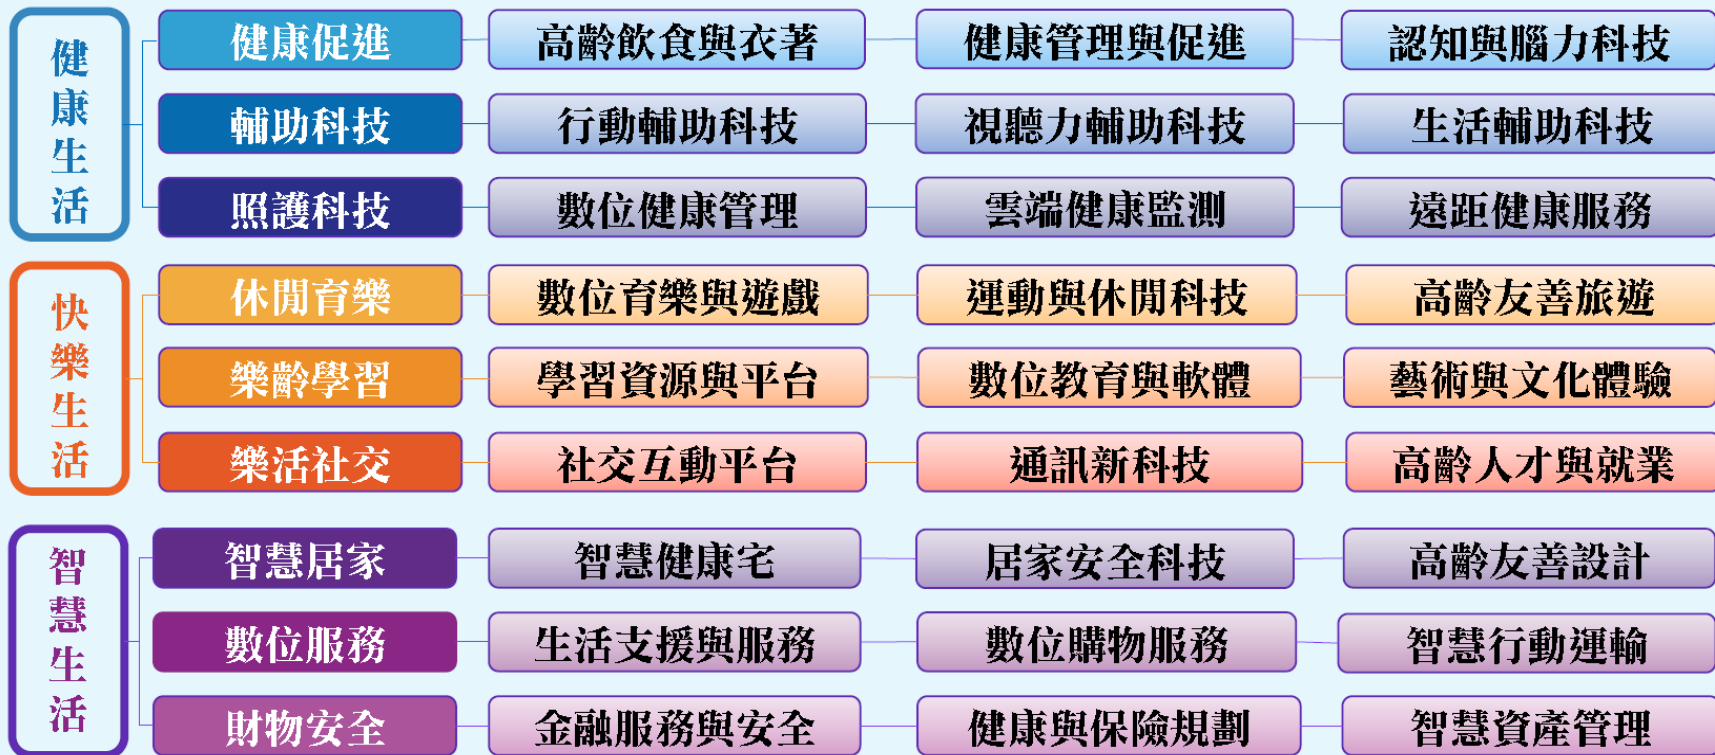 健康生活
健康促進
高齡飲食與衣著
健康管理與促進
認知與腦力科技
輔助科技
行動輔助科技
視聽力輔助科技
生活輔助科技
照護科技
數位健康管理
雲端健康監測
遠距健康服務
快樂生活
休閒育樂
數位育樂與遊戲
運動與休閒科技
高齡友善旅遊
樂齡學習
學習資源與平台
數位教育與軟體
藝術與文化體驗
樂活社交
社交互動平台
通訊新科技
高齡人才與就業
智慧生活
智慧居家
智慧健康宅
居家安全科技
高齡友善設計
數位服務
生活支援與服務
數位購物服務
智慧行動運輸
財物安全
金融服務與安全
健康與保險規劃
智慧資產管理